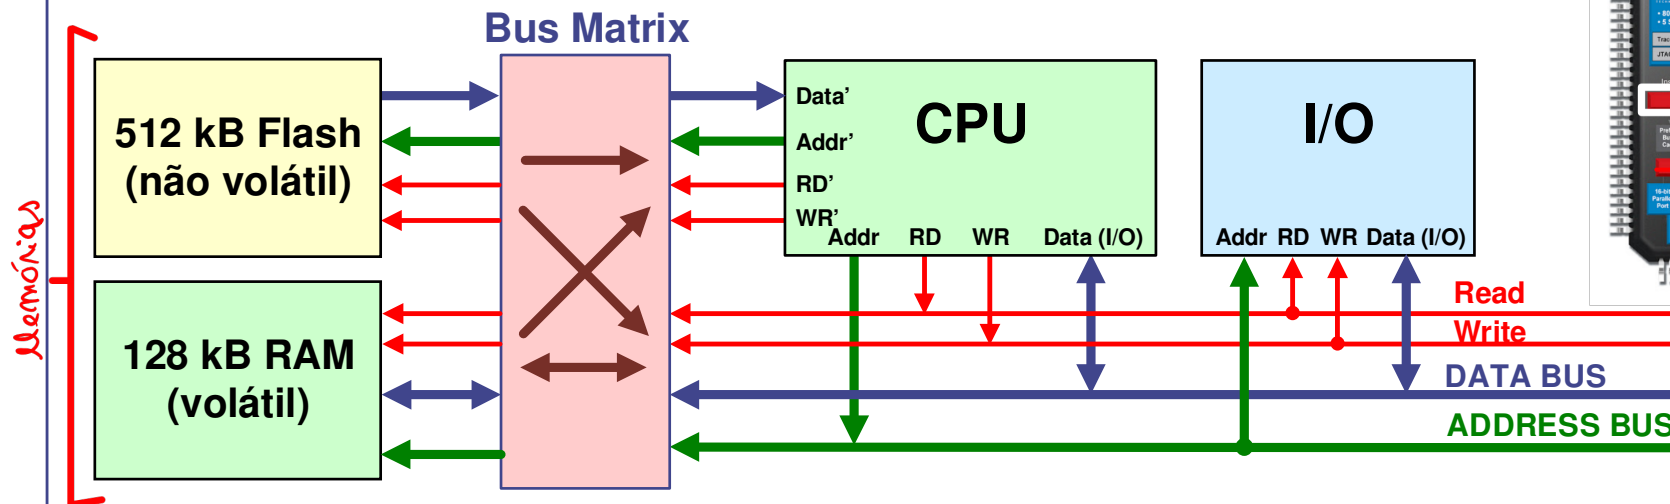 Bus Matrix
Memórias
512 kB Flash
(não volátil)
128 kB RAM
(volátil)
Data’
Addr’
RD’
WR’
CPU
Addr RD WR Data (I/O)
I/O
Addr RD WR Data (I/O)
Read
Write
DATA BUS
ADDRESS BUS